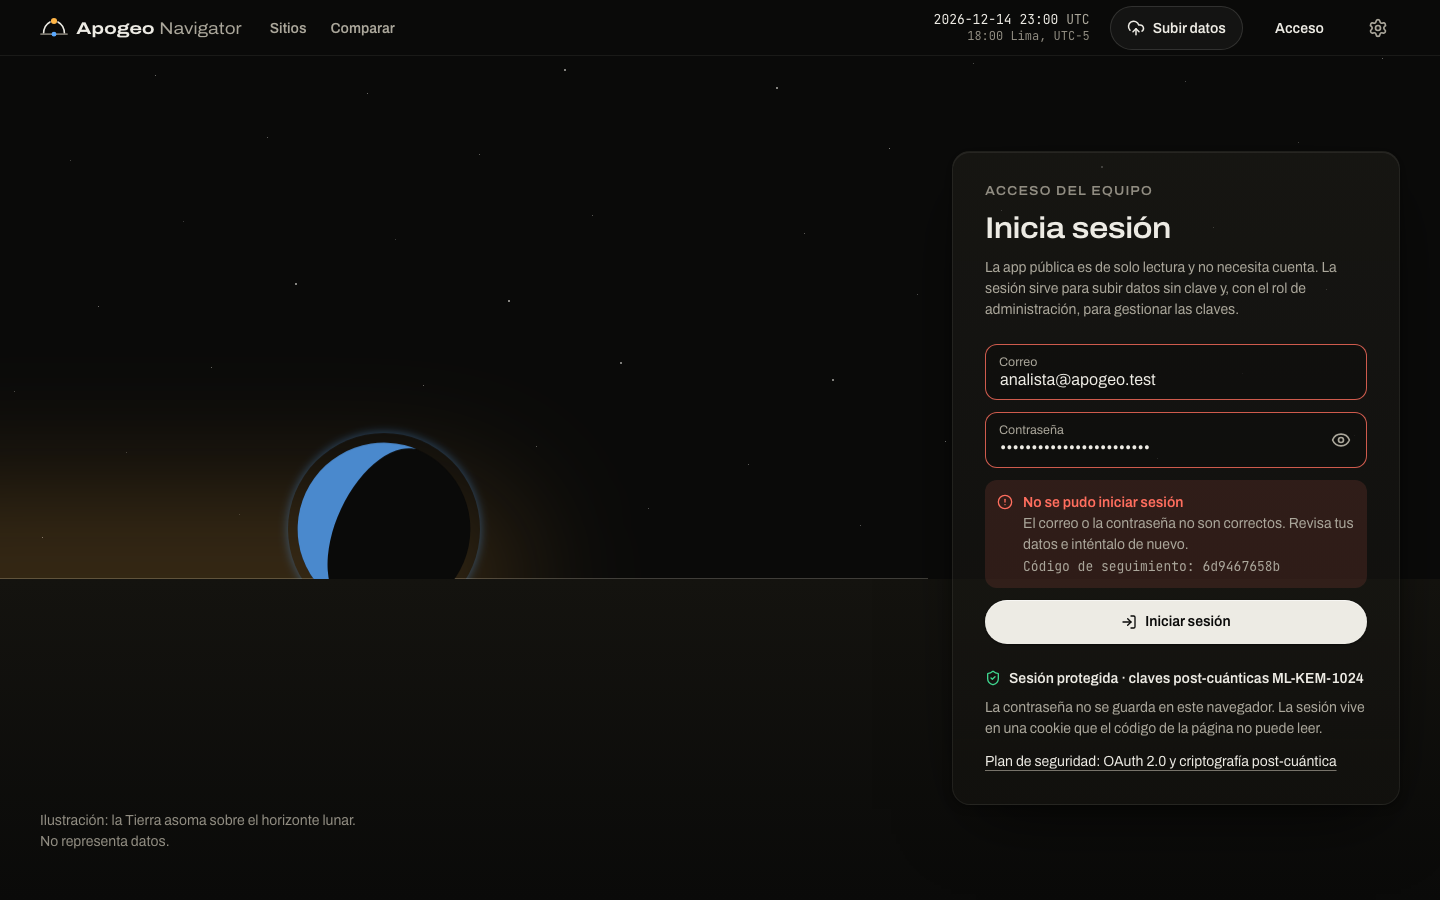 Apogeo Navigator
Sitios
Comparar
2026-12-14 23:00 UTC
18:00 Lima, UTC-5
Subir datos
Acceso
ACCESO DEL EQUIPO
Inicia sesión
La app pública es de solo lectura y no necesita cuenta. La
sesión sirve para subir datos sin clave y, con el rol de
administración, para gestionar las claves.
Correo
analista@apogeo.test
Contraseña
No se pudo iniciar sesión
El correo o la contraseña no son correctos. Revisa tus
datos e inténtalo de nuevo.
Código de seguimiento: 6d9467658b
Iniciar sesión
Sesión protegida · claves post-cuánticas ML-KEM-1024
La contraseña no se guarda en este navegador. La sesión vive
en una cookie que el código de la página no puede leer.
Plan de seguridad: OAuth 2.0 y criptografía post-cuántica
Ilustración: la Tierra asoma sobre el horizonte lunar.
No representa datos.